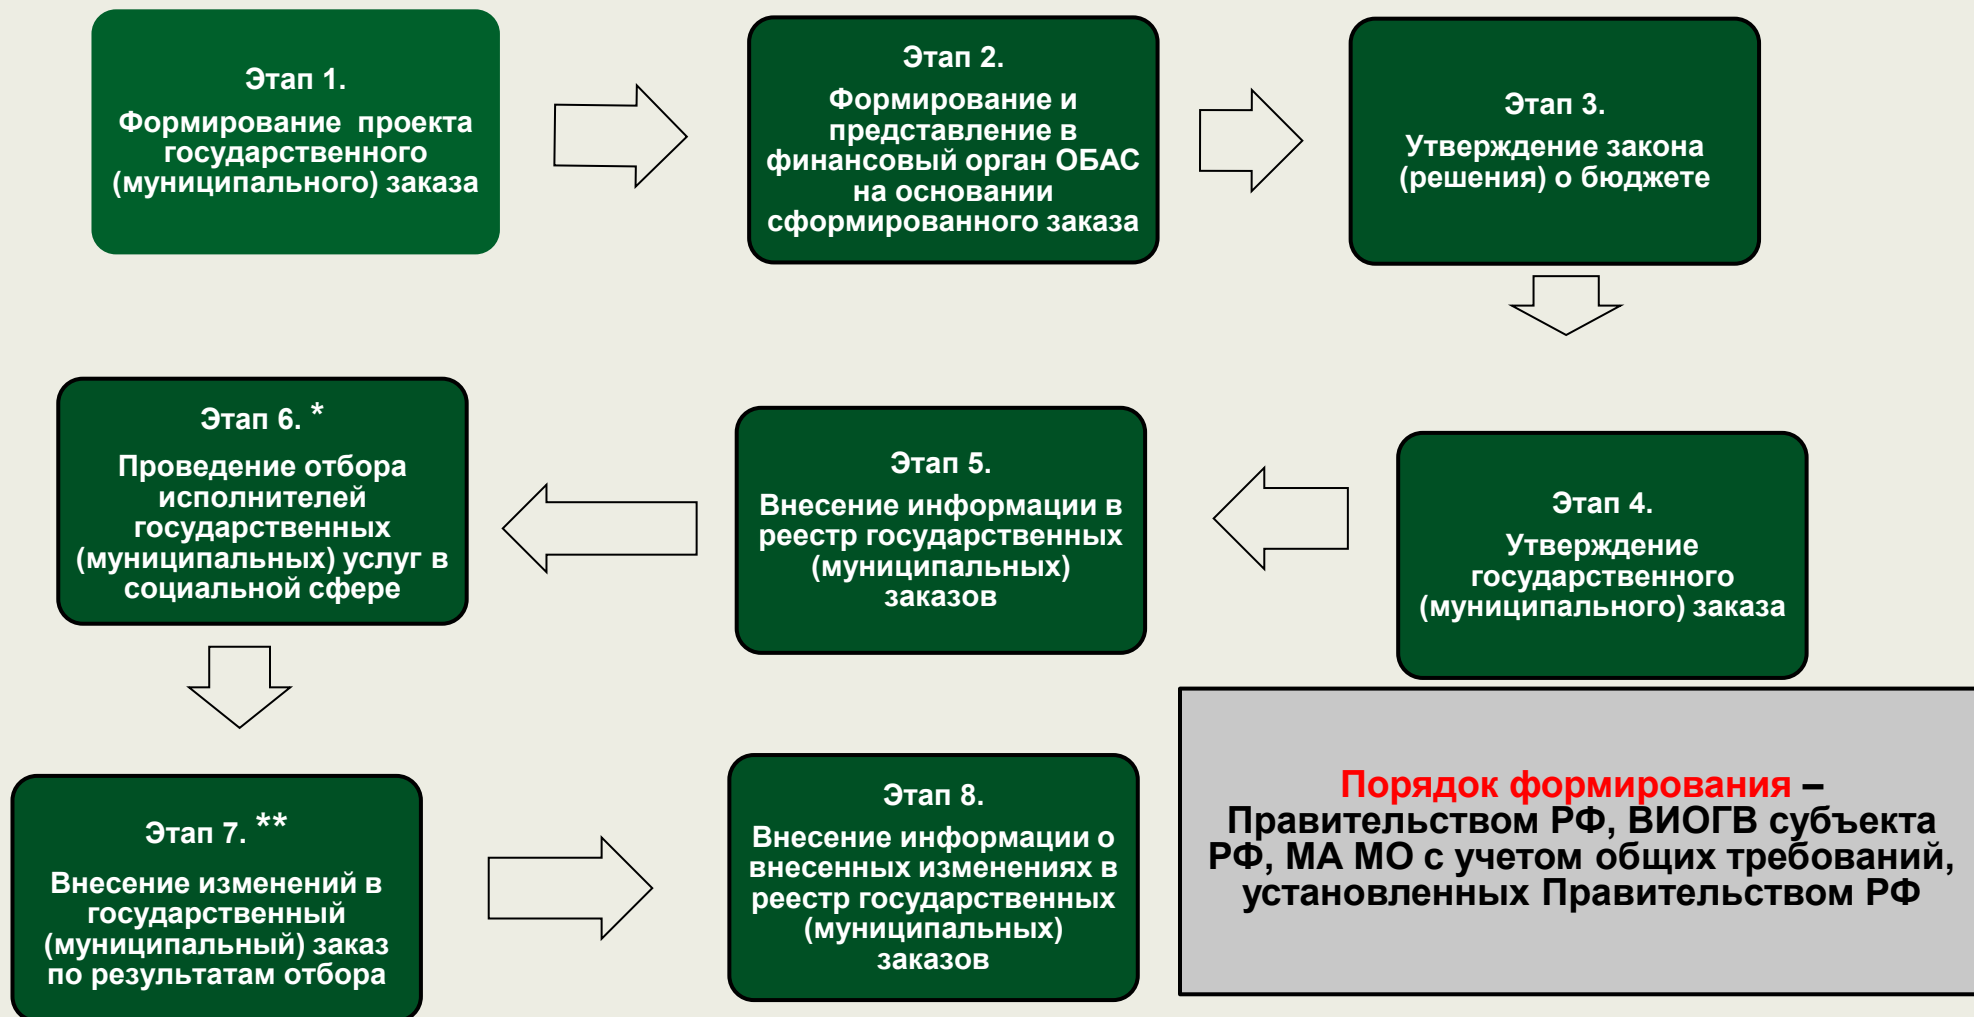 Этап 1.
Формирование проекта
государственного
(муниципального) заказа
Этап 2.
Формирование и
представление в
финансовый орган ОБАС
на основании
сформированного заказа
Этап 3.
Утверждение закона
(решения) о бюджете
Этап 6. *
Проведение отбора
исполнителей
государственных
(муниципальных) услуг в
социальной сфере
Этап 5.
Внесение информации в
реестр государственных
(муниципальных)
заказов
Этап 4.
Утверждение
государственного
(муниципального) заказа
Этап 7. **
Внесение изменений в
государственный
(муниципальный) заказ
по результатам отбора
Этап 8.
Внесение информации о
внесенных изменениях в
реестр государственных
(муниципальных)
заказов
Порядок формирования –
Правительством РФ, ВИОГВ субъекта
РФ, МА МО с учетом общих требований,
установленных Правительством РФ